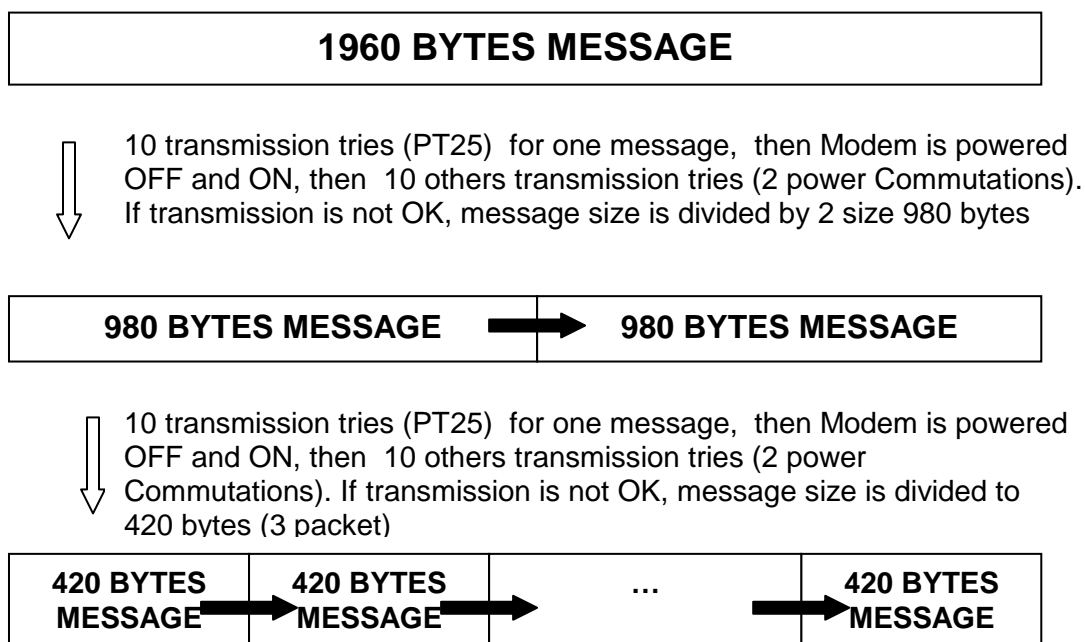 1960 BYTES MESSAGE
10 transmission tries (PT25) for one message, then Modem is powered
OFF and ON, then 10 others transmission tries (2 power Commutations).
If transmission is not OK, message size is divided by 2 size 980 bytes
980 BYTES MESSAGE 980 BYTES MESSAGE
10 transmission tries (PT25) for one message, then Modem is powered
OFF and ON, then 10 others transmission tries (2 power
Commutations). If transmission is not OK, message size is divided to
420 bytes (3 packet)
420 BYTES 420 BYTES … 420 BYTES
MESSAGE MESSAGE MESSAGE